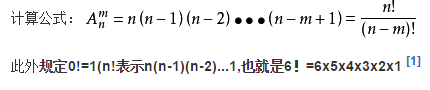 计算公式：A_n^m = n(n-1)(n-2)●●●(n-m+1) = n!/(n-m)!
此外规定0!=1(n!表示n(n-1)(n-2)...1,也就是6！=6x5x4x3x2x1 [1]